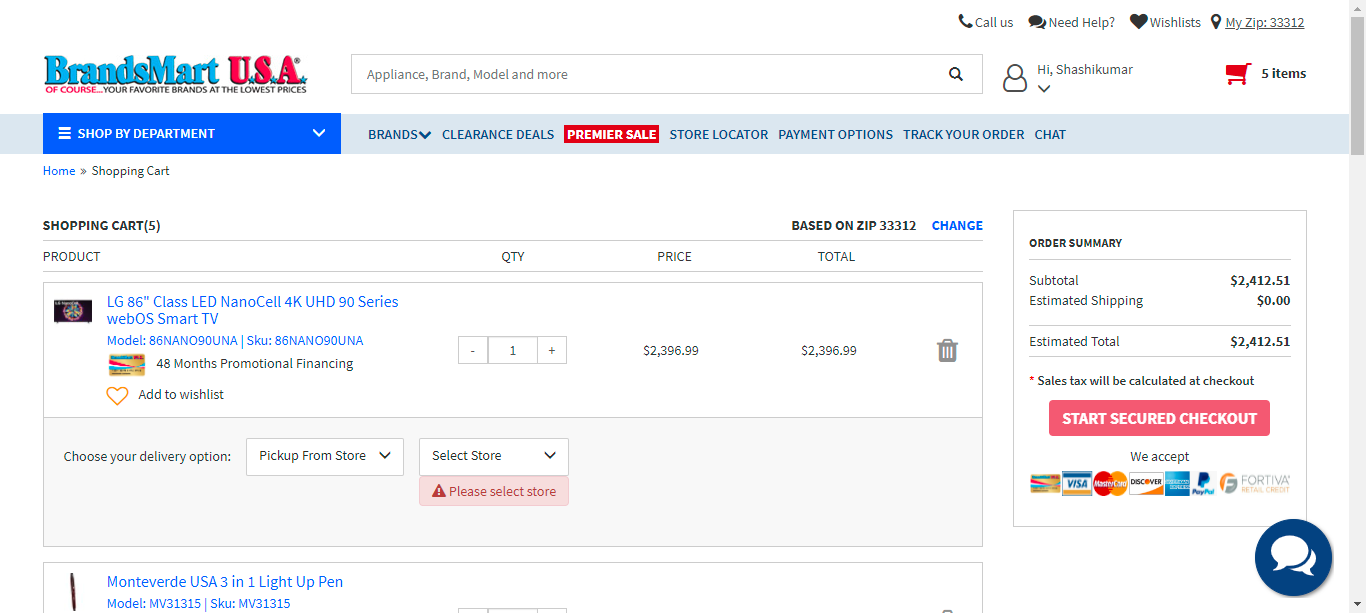 Call us Need Help? Wishlists My Zip: 33312
BrandsMart U.S.A.
OF COURSE...YOUR FAVORITE BRANDS AT THE LOWEST PRICES
Appliance, Brand, Model and more
Hi, Shashikumar
5 items
SHOP BY DEPARTMENT
BRANDS CLEARANCE DEALS PREMIER SALE STORE LOCATOR PAYMENT OPTIONS TRACK YOUR ORDER CHAT
Home » Shopping Cart
SHOPPING CART(5)
BASED ON ZIP 33312 CHANGE
PRODUCT QTY PRICE TOTAL
LG 86" Class LED NanoCell 4K UHD 90 Series
webOS Smart TV
Model: 86NANO90UNA | Sku: 86NANO90UNA
48 Months Promotional Financing
Add to wishlist
- 1 + $2,396.99 $2,396.99
Choose your delivery option: Pickup From Store Select Store
Please select store
Monteverde USA 3 in 1 Light Up Pen
Model: MV31315 | Sku: MV31315
ORDER SUMMARY
Subtotal $2,412.51
Estimated Shipping $0.00
Estimated Total $2,412.51
* Sales tax will be calculated at checkout
START SECURED CHECKOUT
We accept
VISA MasterCard DISCOVER PayPal FORTIVA
RETAIL CREDIT